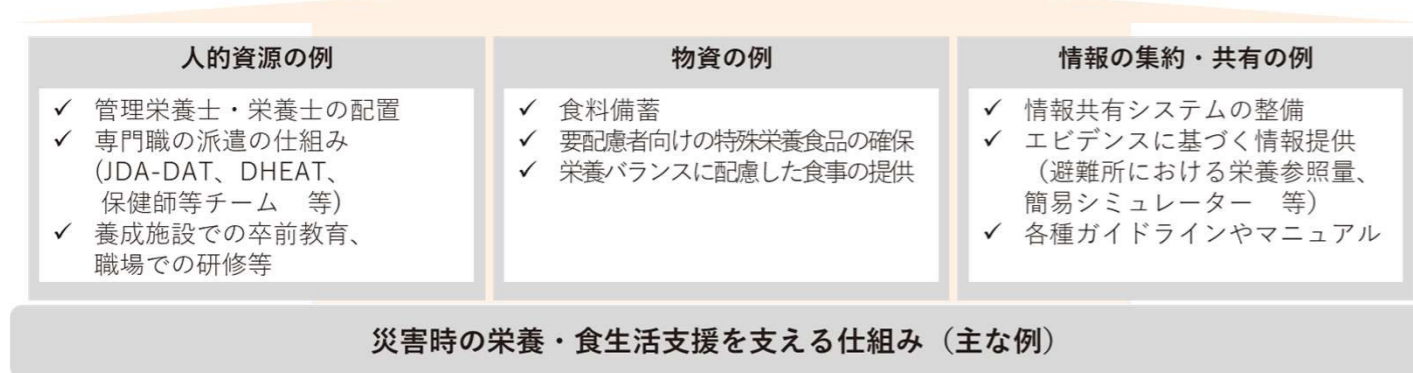 人的資源の例
✓ 管理栄養士・栄養士の配置
✓ 専門職の派遣の仕組み
(JDA-DAT、DHEAT、
保健師等チーム　等)
✓ 養成施設での卒前教育、
職場での研修等
物資の例
✓ 食料備蓄
✓ 要配慮者向けの特殊栄養食品の確保
✓ 栄養バランスに配慮した食事の提供
情報の集約・共有の例
✓ 情報共有システムの整備
✓ エビデンスに基づく情報提供
（避難所における栄養参照量、
簡易シミュレーター　等）
✓ 各種ガイドラインやマニュアル
災害時の栄養・食生活支援を支える仕組み（主な例）